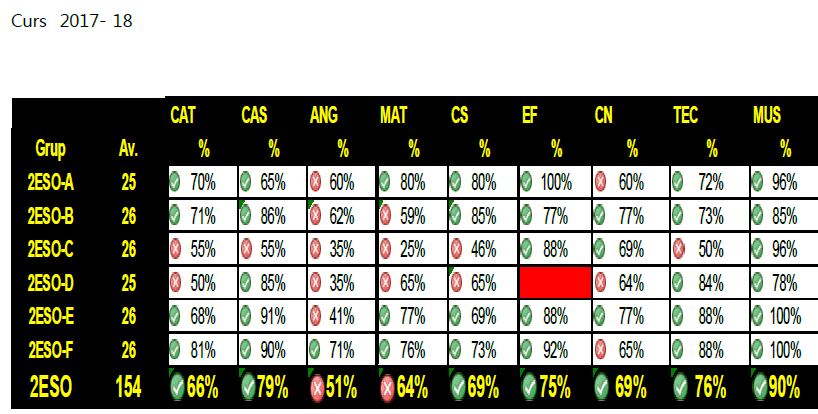 Curs 2017- 18
CAT CAS ANG MAT CS EF CN TEC MUS
Grup Av. % % % % % % % % %
2ESO-A 25 70% 65% 60% 80% 80% 100% 60% 72% 96%
2ESO-B 26 71% 86% 62% 59% 85% 77% 77% 73% 85%
2ESO-C 26 55% 55% 35% 25% 46% 88% 69% 50% 96%
2ESO-D 25 50% 85% 35% 65% 65% 64% 84% 78%
2ESO-E 26 68% 91% 41% 77% 69% 88% 77% 88% 100%
2ESO-F 26 81% 90% 71% 76% 73% 92% 65% 88% 100%
2ESO 154 66% 79% 51% 64% 69% 75% 69% 76% 90%